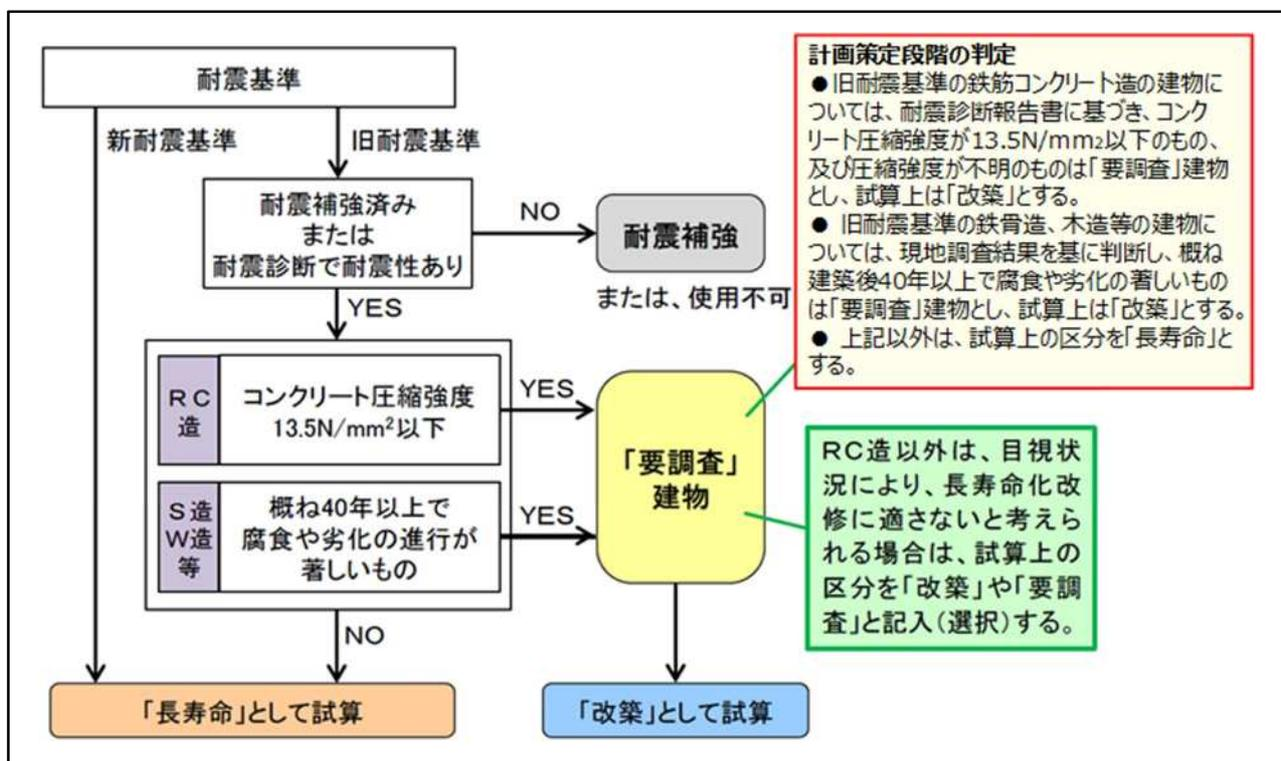 耐震基準
新耐震基準
旧耐震基準
耐震補強済み
または
耐震診断で耐震性あり
NO
耐震補強
または、使用不可
YES
RC
造
コンクリート圧縮強度
13.5N/mm²以下
YES
S造
W造
等
概ね40年以上で
腐食や劣化の進行が
著しいもの
YES
「要調査」
建物
NO
「長寿命」として試算
「改築」として試算
計画策定段階の判定
● 旧耐震基準の鉄筋コンクリート造の建物に
ついては、耐震診断報告書に基づき、コンク
リート圧縮強度が13.5N/mm₂以下のもの、
及び圧縮強度が不明のものは「要調査」建物
とし、試算上は「改築」とする。
● 旧耐震基準の鉄骨造、木造等の建物に
ついては、現地調査結果を基に判断し、概ね
建築後40年以上で腐食や劣化の著しいもの
は「要調査」建物とし、試算上は「改築」とする。
● 上記以外は、試算上の区分を「長寿命」と
する。
RC造以外は、目視状
況により、長寿命化改
修に適さないと考えら
れる場合は、試算上の
区分を「改築」や「要調
査」と記入(選択)する。